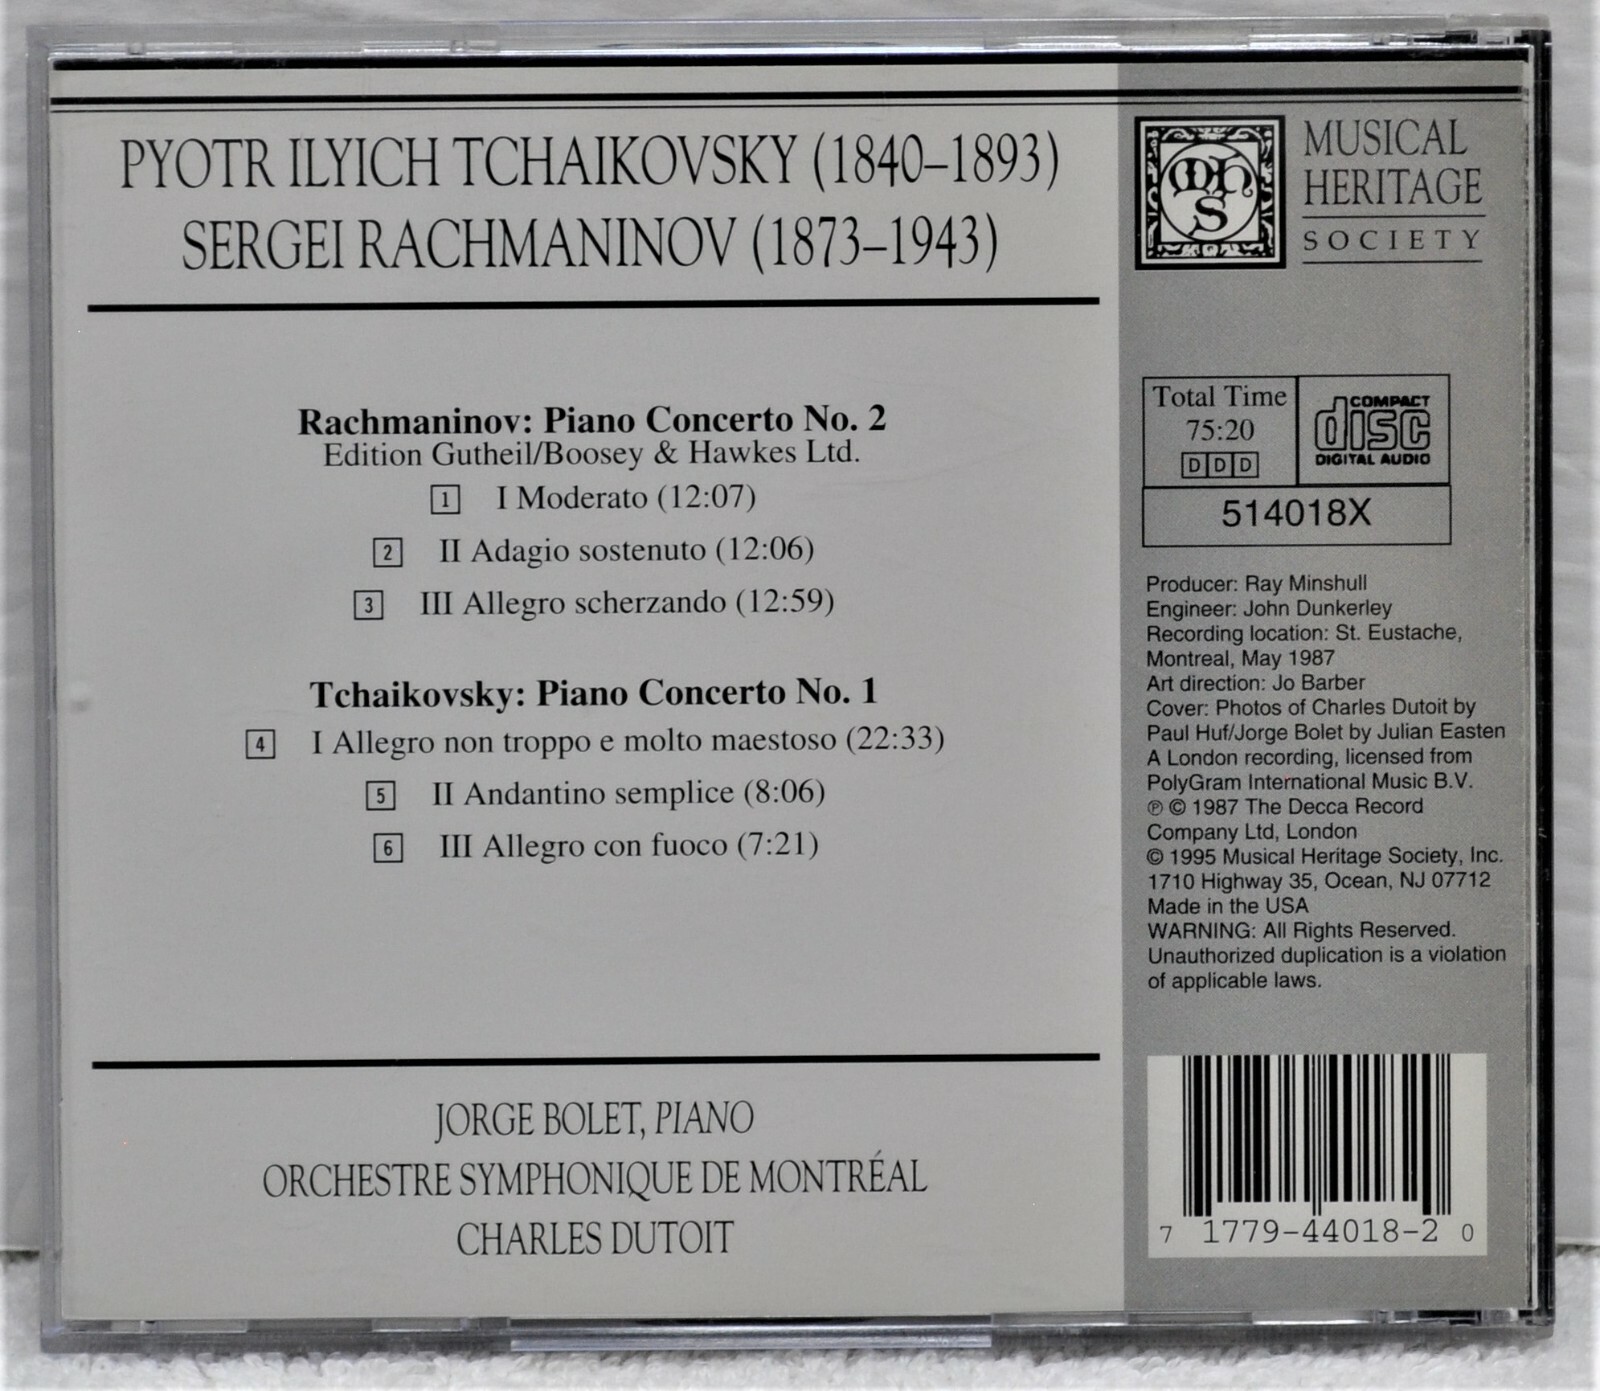 PYOTR ILYICH TCHAIKOVSKY (1840–1893)
SERGEI RACHMANINOV (1873–1943)
Rachmaninov: Piano Concerto No. 2
Edition Gutheil/Boosey & Hawkes Ltd.
1 I Moderato (12:07)
2 II Adagio sostenuto (12:06)
3 III Allegro scherzando (12:59)
Tchaikovsky: Piano Concerto No. 1
4 I Allegro non troppo e molto maestoso (22:33)
5 II Andantino semplice (8:06)
6 III Allegro con fuoco (7:21)
JORGE BOLET, PIANO
ORCHESTRE SYMPHONIQUE DE MONTRÉAL
CHARLES DUTOIT
mhs
MUSICAL
HERITAGE
SOCIETY
Total Time
75:20
DDD
COMPACT
disc
DIGITAL AUDIO
514018X
Producer: Ray Minshull
Engineer: John Dunkerley
Recording location: St. Eustache,
Montreal, May 1987
Art direction: Jo Barber
Cover: Photos of Charles Dutoit by
Paul Huf/Jorge Bolet by Julian Easten
A London recording, licensed from
PolyGram International Music B.V.
℗ © 1987 The Decca Record
Company Ltd, London
© 1995 Musical Heritage Society, Inc.
1710 Highway 35, Ocean, NJ 07712
Made in the USA
WARNING: All Rights Reserved.
Unauthorized duplication is a violation
of applicable laws.
7 1779-44018-2 0